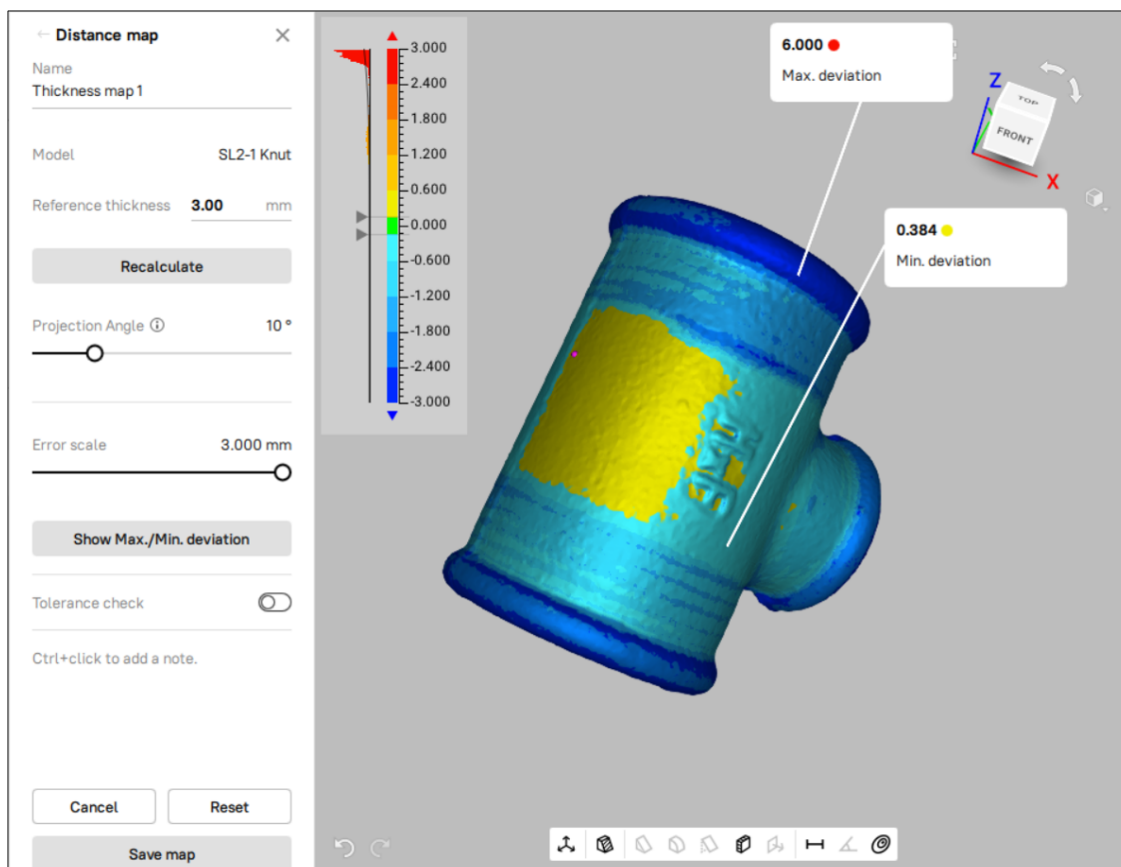 Distance map
Name
Thickness map 1
Model SL2-1 Knut
Reference thickness 3.00 mm
Recalculate
Projection Angle 10 °
Error scale 3.000 mm
Show Max./Min. deviation
Tolerance check
Ctrl+click to add a note.
Cancel Reset
Save map
3.000
2.400
1.800
1.200
0.600
0.000
-0.600
-1.200
-1.800
-2.400
-3.000
6.000
Max. deviation
0.384
Min. deviation
Z
TOP
FRONT
X